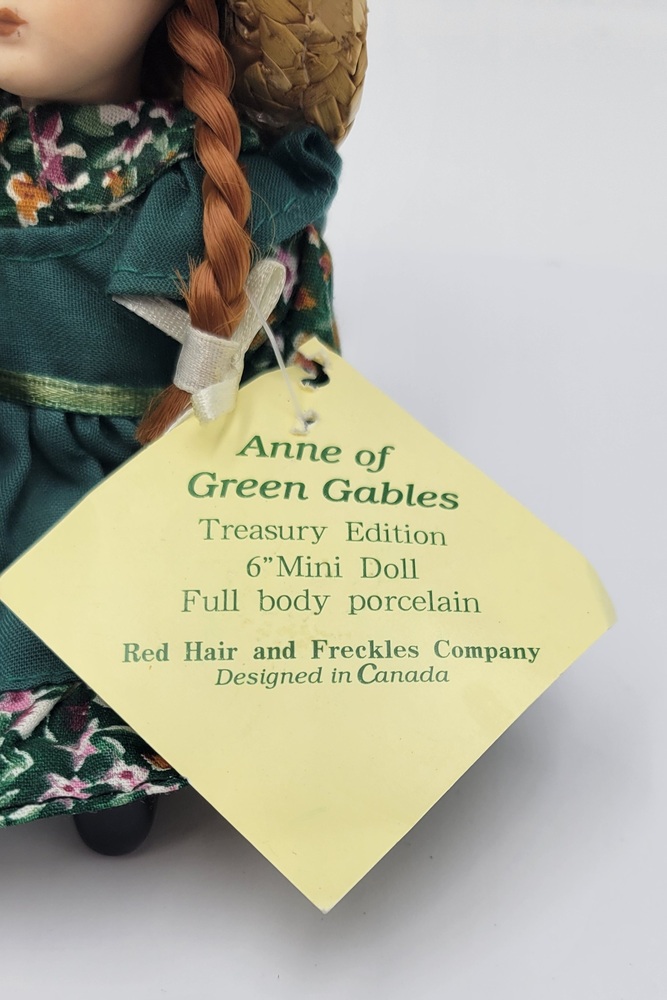 Anne of
Green Gables
Treasury Edition
6"Mini Doll
Full body porcelain
Red Hair and Freckles Company
Designed in Canada